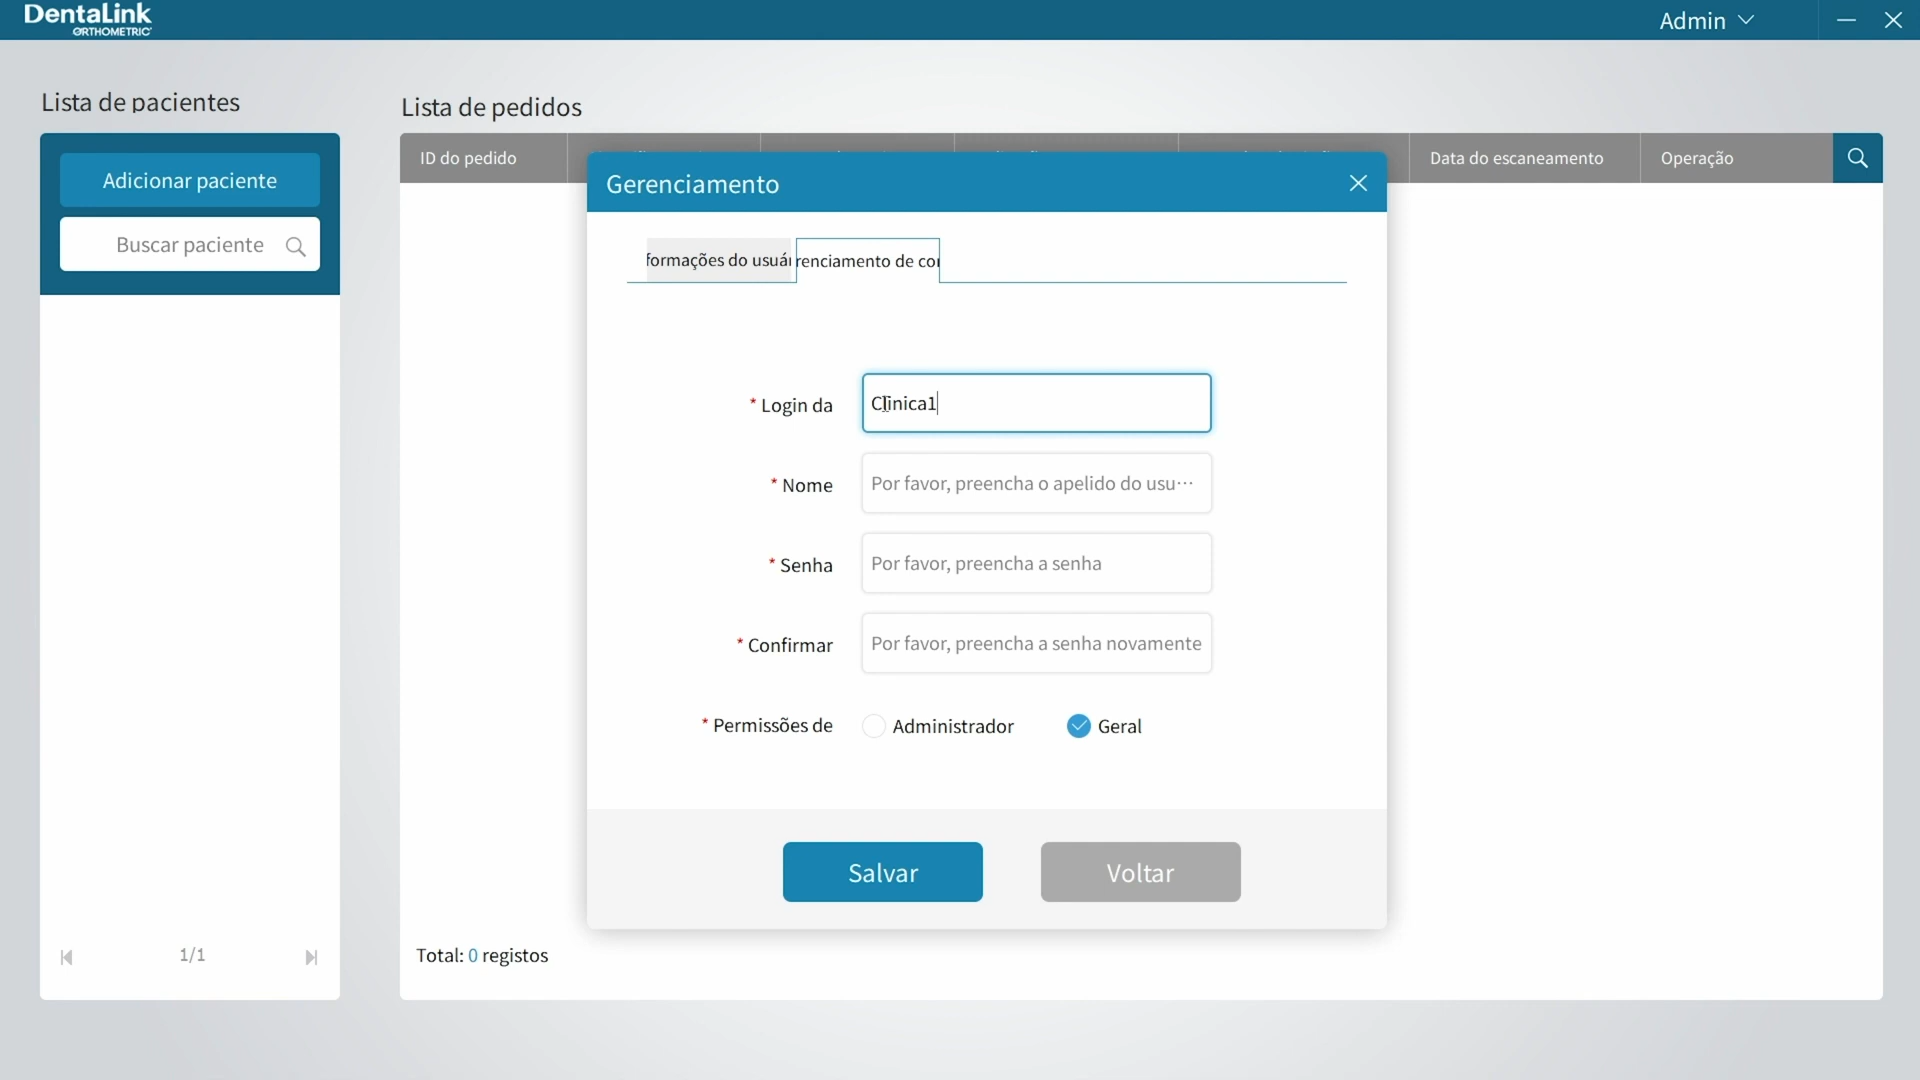 DentaLink
ORTHOMETRIC
Admin
Lista de pacientes
Adicionar paciente
Buscar paciente
1/1
Lista de pedidos
ID do pedido
Data do escaneamento
Operação
Total: 0 registos
Gerenciamento
formações do usuár
renciamento de con
* Login da
Clinica1
* Nome
Por favor, preencha o apelido do usu···
* Senha
Por favor, preencha a senha
* Confirmar
Por favor, preencha a senha novamente
* Permissões de
Administrador
Geral
Salvar
Voltar